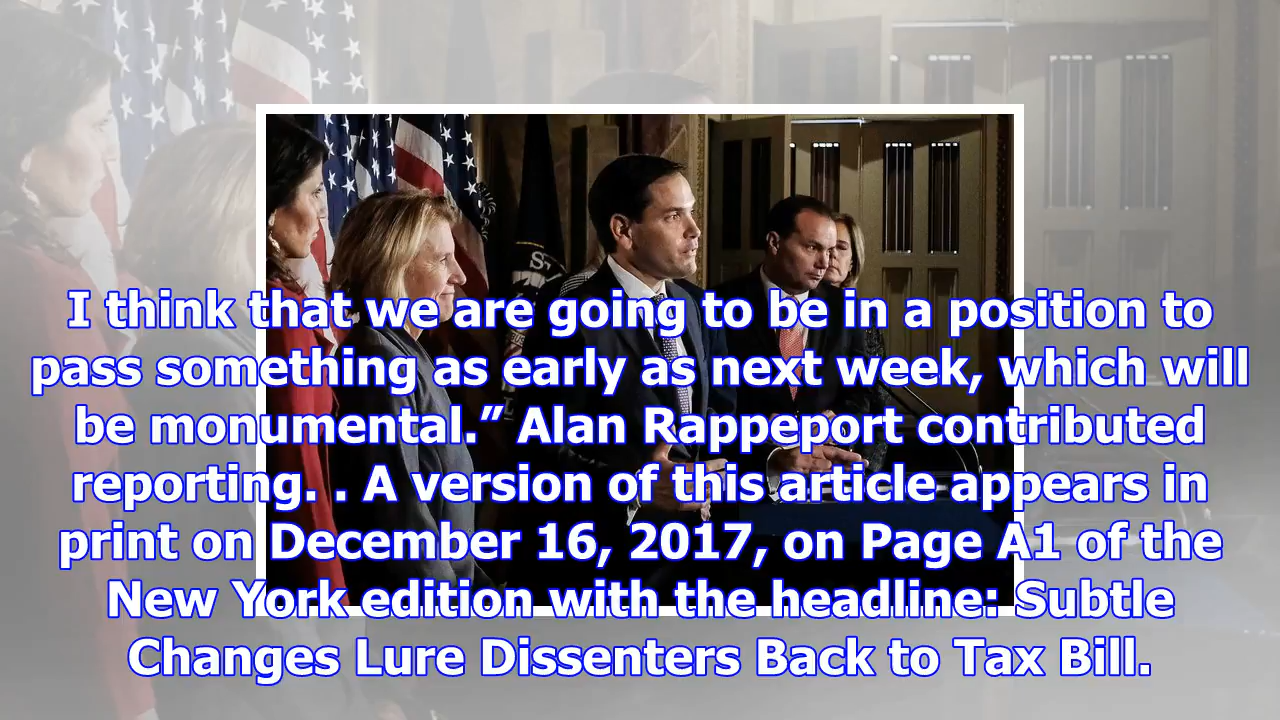 I think that we are going to be in a position to
pass something as early as next week, which will
be monumental.” Alan Rappeport contributed
reporting. . A version of this article appears in
print on December 16, 2017, on Page A1 of the
New York edition with the headline: Subtle
Changes Lure Dissenters Back to Tax Bill.